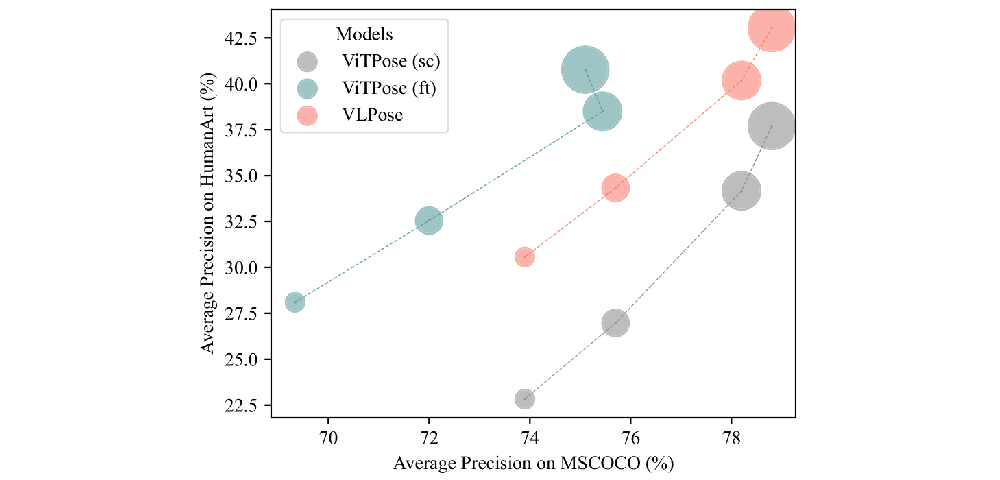 Average Precision on HumanArt (%)
42.5
40.0
37.5
35.0
32.5
30.0
27.5
25.0
22.5
Models
ViTPose (sc)
ViTPose (ft)
VLPose
70 72 74 76 78
Average Precision on MSCOCO (%)